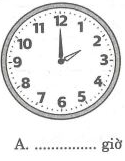 12
11 1
10 2
9 3
8 4
7 6 5
A. ................ giờ